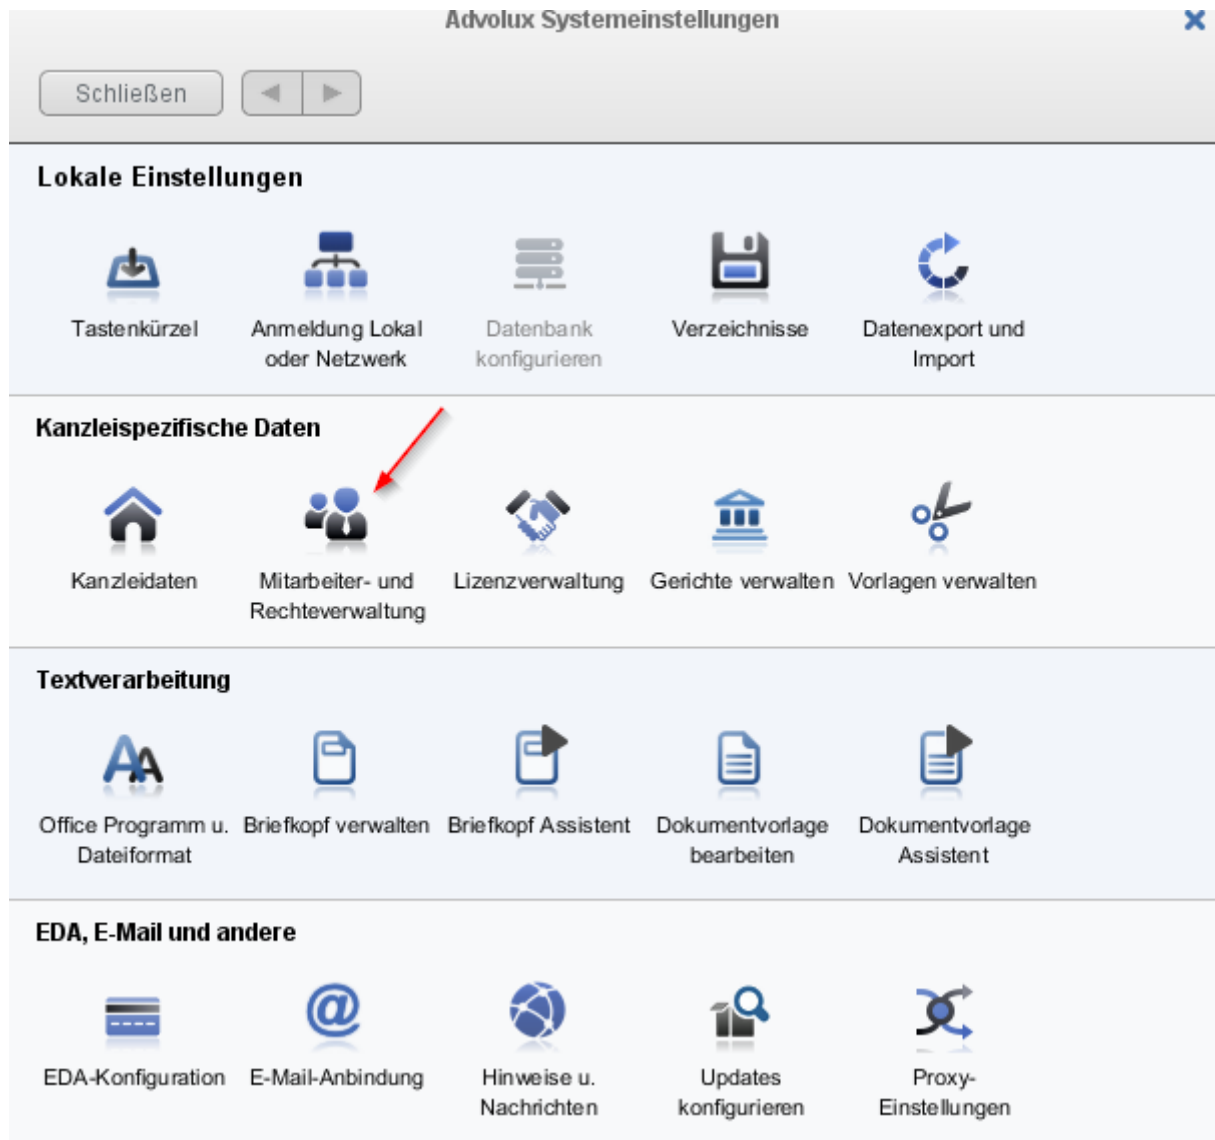 Advolux Systemeinstellungen
Schließen
Lokale Einstellungen
Tastenkürzel
Anmeldung Lokal
oder Netzwerk
Datenbank
konfigurieren
Verzeichnisse
Datenexport und
Import
Kanzleispezifische Daten
Kanzleidaten
Mitarbeiter- und
Rechteverwaltung
Lizenzverwaltung
Gerichte verwalten
Vorlagen verwalten
Textverarbeitung
Office Programm u.
Dateiformat
Briefkopf verwalten
Briefkopf Assistent
Dokumentvorlage
bearbeiten
Dokumentvorlage
Assistent
EDA, E-Mail und andere
EDA-Konfiguration
E-Mail-Anbindung
Hinweise u.
Nachrichten
Updates
konfigurieren
Proxy-
Einstellungen